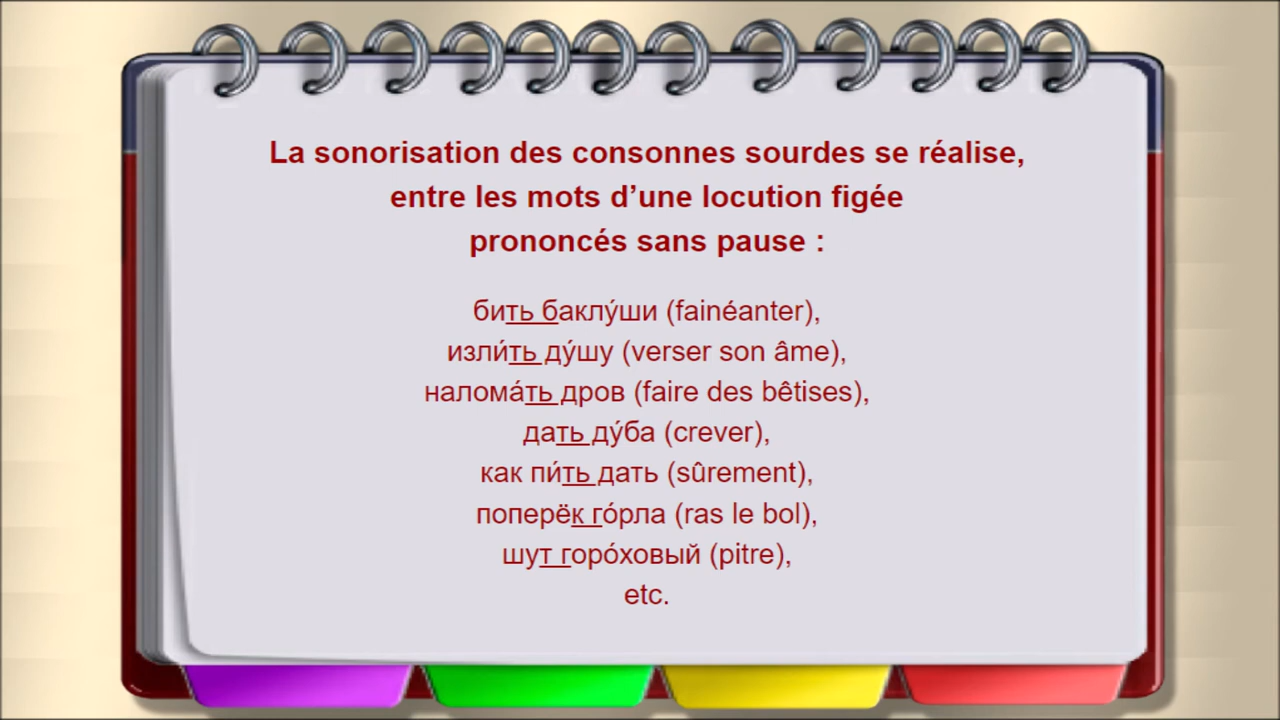 La sonorisation des consonnes sourdes se réalise,
entre les mots d’une locution figée
prononcés sans pause :
бить баклу́ши (fainéanter),
изли́ть ду́шу (verser son âme),
налома́ть дров (faire des bêtises),
дать ду́ба (crever),
как пи́ть дать (sûrement),
поперёк го́рла (ras le bol),
шут горо́ховый (pitre),
etc.